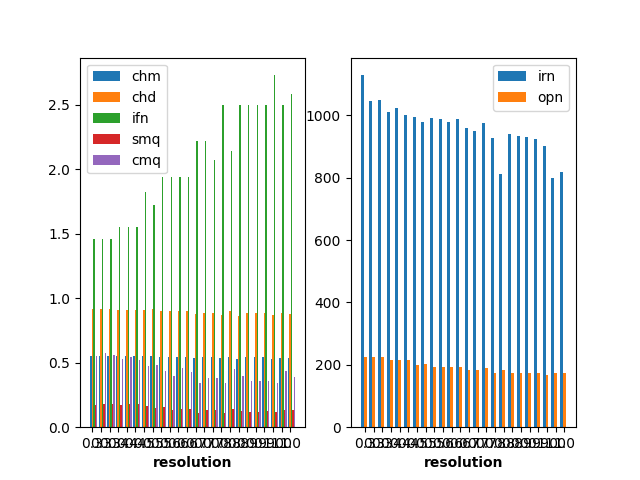 chm
chd
ifn
smq
cmq
2.5
2.0
1.5
1.0
0.5
0.0
resolution
irn
opn
1000
800
600
400
200
0
resolution